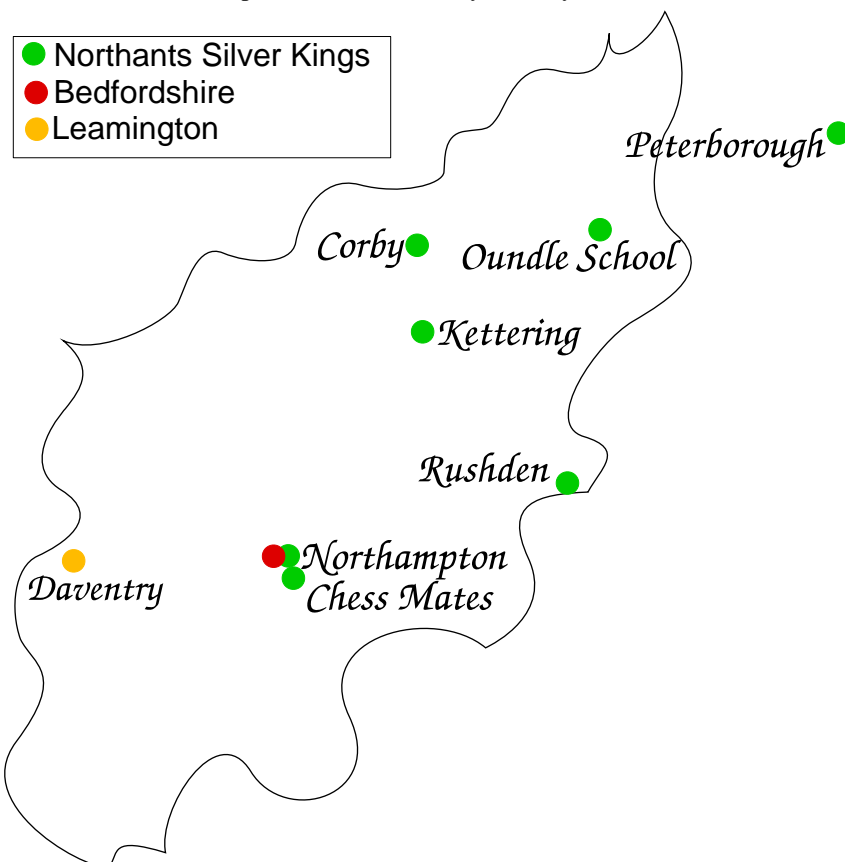 Northants Silver Kings
Bedfordshire
Leamington
Peterborough
Corby
Oundle School
Kettering
Rushden
Northampton
Daventry
Chess Mates